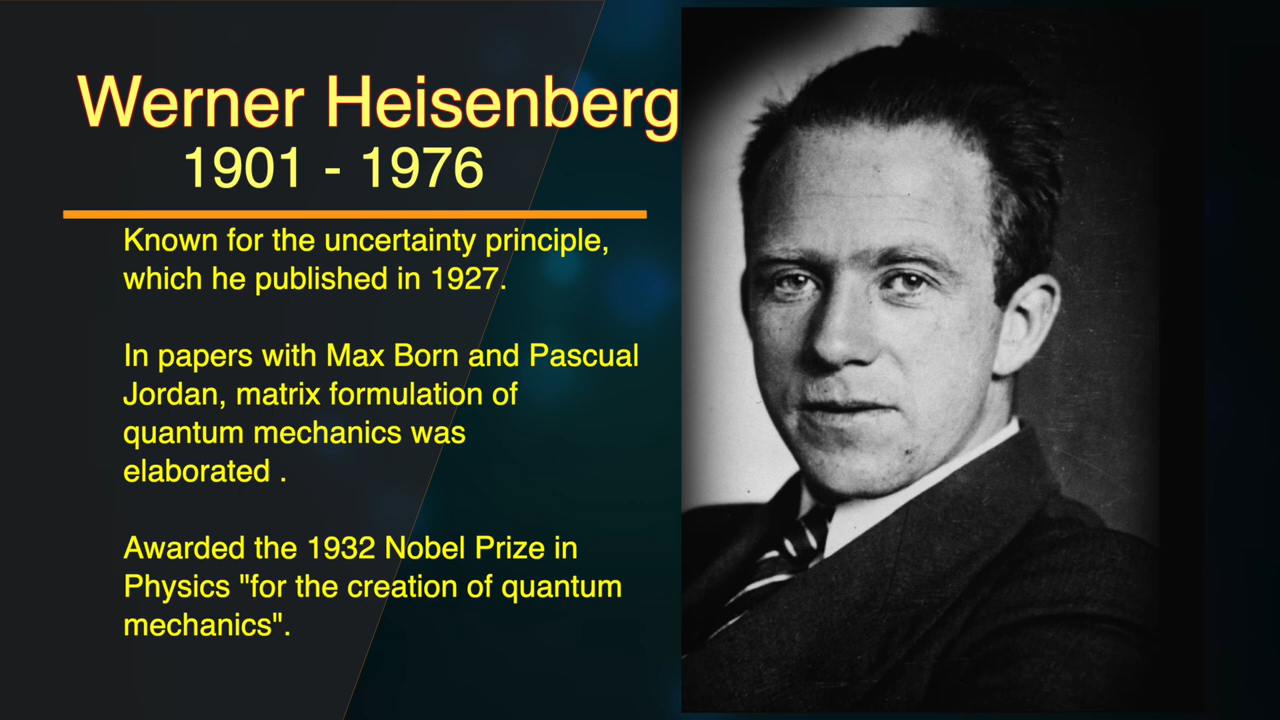 Werner Heisenberg
1901 - 1976
Known for the uncertainty principle,
which he published in 1927.
In papers with Max Born and Pascual
Jordan, matrix formulation of
quantum mechanics was
elaborated .
Awarded the 1932 Nobel Prize in
Physics "for the creation of quantum
mechanics".